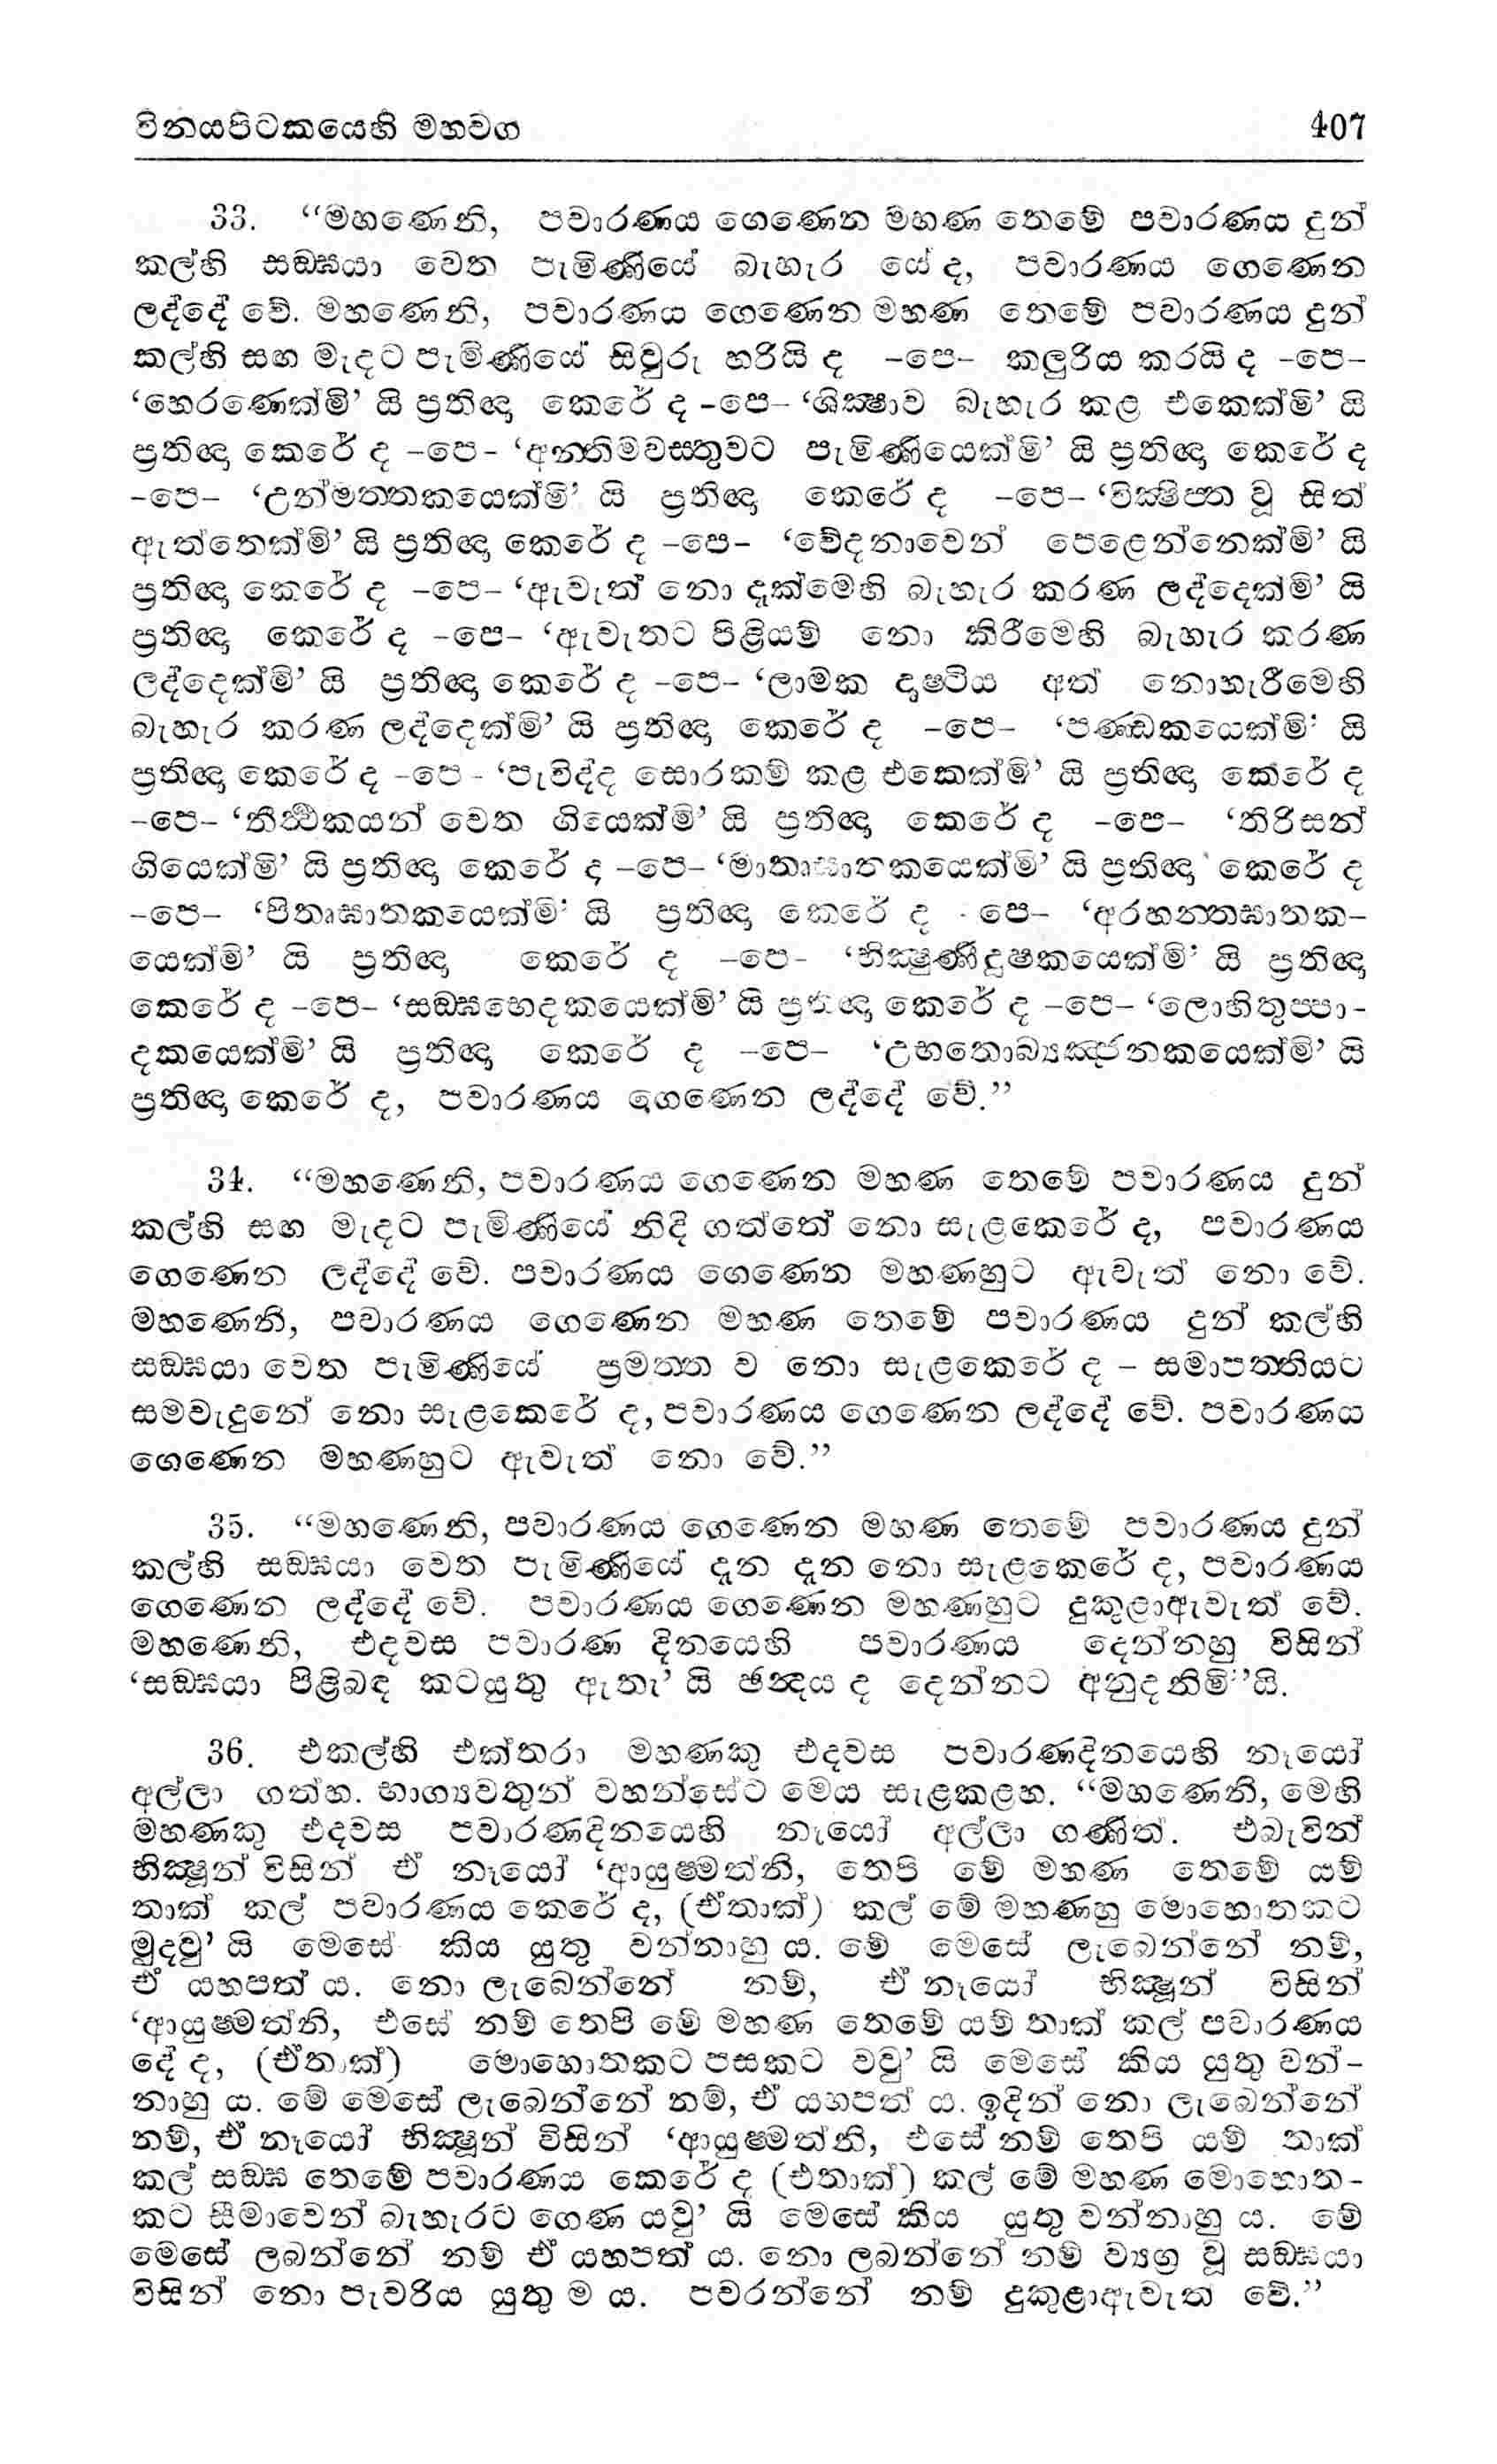 විනයපිටකයෙහි මහවග 407
33. “මහණෙනි, පවාරණය ගෙණෙන මහණ තෙමේ පවාරණය දුන්
කල්හි සඞ්ඝයා වෙත පැමිණියේ බැහැර යේ ද, පවාරණය ගෙණෙන
ලද්දේ වේ. මහණෙනි, පවාරණය ගෙණෙන මහණ තෙමේ පවාරණය දුන්
කල්හි සඟ මැදට පැමිණියේ සිවුරු හරියි ද –පෙ– කලුරිය කරයි ද –පෙ–
‘හෙරණෙක්මි’ යි ප්‍රතිඥා කෙරේ ද –පෙ– ‘ශික්‍ෂාව බැහැර කළ එකෙක්මි’ යි
ප්‍රතිඥා කෙරේ ද –පෙ– ‘අන්තිමවස්තුවට පැමිණියෙක්මි’ යි ප්‍රතිඥා කෙරේ ද
–පෙ– ‘උන්මත්තකයෙක්මි’ යි ප්‍රතිඥා කෙරේ ද –පෙ– ‘වික්‍ෂිප්ත වූ සිත්
ඇත්තෙක්මි’ යි ප්‍රතිඥා කෙරේ ද –පෙ– ‘වේදනාවෙන් පෙළෙන්නෙක්මි’ යි
ප්‍රතිඥා කෙරේ ද –පෙ– ‘ඇවැත් නො දැක්මෙහි බැහැර කරණ ලද්දෙක්මි’ යි
ප්‍රතිඥා කෙරේ ද –පෙ– ‘ඇවැතට පිළියම් නො කිරීමෙහි බැහැර කරණ
ලද්දෙක්මි’ යි ප්‍රතිඥා කෙරේ ද –පෙ– ‘ලාමක දෘෂ්ටිය අත් නොහැරීමෙහි
බැහැර කරණ ලද්දෙක්මි’ යි ප්‍රතිඥා කෙරේ ද –පෙ– ‘පණ්ඩකයෙක්මි’ යි
ප්‍රතිඥා කෙරේ ද –පෙ– ‘පැවිද්ද සොරකම් කළ එකෙක්මි’ යි ප්‍රතිඥා කෙරේ ද
–පෙ– ‘තීර්‍ත්‍ථකයන් වෙත ගියෙක්මි’ යි ප්‍රතිඥා කෙරේ ද –පෙ– ‘තිරිසන්
ගියෙක්මි’ යි ප්‍රතිඥා කෙරේ ද –පෙ– ‘මාතෘඝාතකයෙක්මි’ යි ප්‍රතිඥා කෙරේ ද
–පෙ– ‘පිතෘඝාතකයෙක්මි’ යි ප්‍රතිඥා කෙරේ ද –පෙ– ‘අරහන්තඝාතක–
යෙක්මි’ යි ප්‍රතිඥා කෙරේ ද –පෙ– ‘භික්‍ෂුණීදූෂකයෙක්මි’ යි ප්‍රතිඥා
කෙරේ ද –පෙ– ‘සඞ්ඝභෙදකයෙක්මි’ යි ප්‍රතිඥා කෙරේ ද –පෙ– ‘ලොහිතුප්පා–
දකයෙක්මි’ යි ප්‍රතිඥා කෙරේ ද –පෙ– ‘උභතොබ්‍යඤ්ජනකයෙක්මි’ යි
ප්‍රතිඥා කෙරේ ද, පවාරණය ගෙණෙන ලද්දේ වේ.”
34. “මහණෙනි, පවාරණය ගෙණෙන මහණ තෙමේ පවාරණය දුන්
කල්හි සඟ මැදට පැමිණියේ නිදි ගත්තේ නො සැළකෙරේ ද, පවාරණය
ගෙණෙන ලද්දේ වේ. පවාරණය ගෙණෙන මහණහුට ඇවැත් නො වේ.
මහණෙනි, පවාරණය ගෙණෙන මහණ තෙමේ පවාරණය දුන් කල්හි
සඞ්ඝයා වෙත පැමිණියේ ප්‍රමත්ත ව නො සැළකෙරේ ද – සමාපත්තියට
සමවැදුනේ නො සැළකෙරේ ද, පවාරණය ගෙණෙන ලද්දේ වේ. පවාරණය
ගෙණෙන මහණහුට ඇවැත් නො වේ.”
35. “මහණෙනි, පවාරණය ගෙණෙන මහණ තෙමේ පවාරණය දුන්
කල්හි සඞ්ඝයා වෙත පැමිණියේ දැන දැන නො සැළකෙරේ ද, පවාරණය
ගෙණෙන ලද්දේ වේ. පවාරණය ගෙණෙන මහණහුට දුකුළාඇවැත් වේ.
මහණෙනි, එදවස පවාරණ දිනයෙහි පවාරණය දෙන්නහු විසින්
‘සඞ්ඝයා පිළිබඳ කටයුතු ඇතැ’ යි ඡන්‍දය ද දෙන්නට අනුදනිමි”යි.
36. එකල්හි එක්තරා මහණකු එදවස පවාරණදිනයෙහි නෑයෝ
අල්ලා ගත්හ. භාග්‍යවතුන් වහන්සේට මෙය සැළකළහ. “මහණෙනි, මෙහි
මහණකු එදවස පවාරණදිනයෙහි නෑයෝ අල්ලා ගණිත්. එබැවින්
භික්‍ෂූන් විසින් ඒ නෑයෝ ‘ආයුෂ්මත්නි, තෙපි මේ මහණ තෙමේ යම්
තාක් කල් පවාරණය කෙරේ ද, (ඒතාක්) කල් මේ මහණහු මොහොතකට
මුදවු’ යි මෙසේ කිය යුතු වන්නාහු ය. මේ මෙසේ ලැබෙන්නේ නම්,
ඒ යහපත් ය. නො ලැබෙන්නේ නම්, ඒ නෑයෝ භික්‍ෂූන් විසින්
‘ආයුෂ්මත්නි, එසේ නම් තෙපි මේ මහණ තෙමේ යම් තාක් කල් පවාරණය
දේ ද, (ඒතාක්) මොහොතකට පසකට වවු’ යි මෙසේ කිය යුතු වන්–
නාහු ය. මේ මෙසේ ලැබෙන්නේ නම්, ඒ යහපත් ය. ඉදින් නො ලැබෙන්නේ
නම්, ඒ නෑයෝ භික්‍ෂූන් විසින් ‘ආයුෂ්මත්නි, එසේ නම් තෙපි යම් තාක්
කල් සඞ්ඝ තෙමේ පවාරණය කෙරේ ද (එතාක්) කල් මේ මහණ මොහොත–
කට සීමාවෙන් බැහැරට ගෙණ යවු’ යි මෙසේ කිය යුතු වන්නාහු ය. මේ
මෙසේ ලබන්නේ නම් ඒ යහපත් ය. නො ලබන්නේ නම් ව්‍යග්‍ර වූ සඞ්ඝයා
විසින් නො පැවරිය යුතු ම ය. පවරන්නේ නම් දුකුළාඇවැත් වේ.”